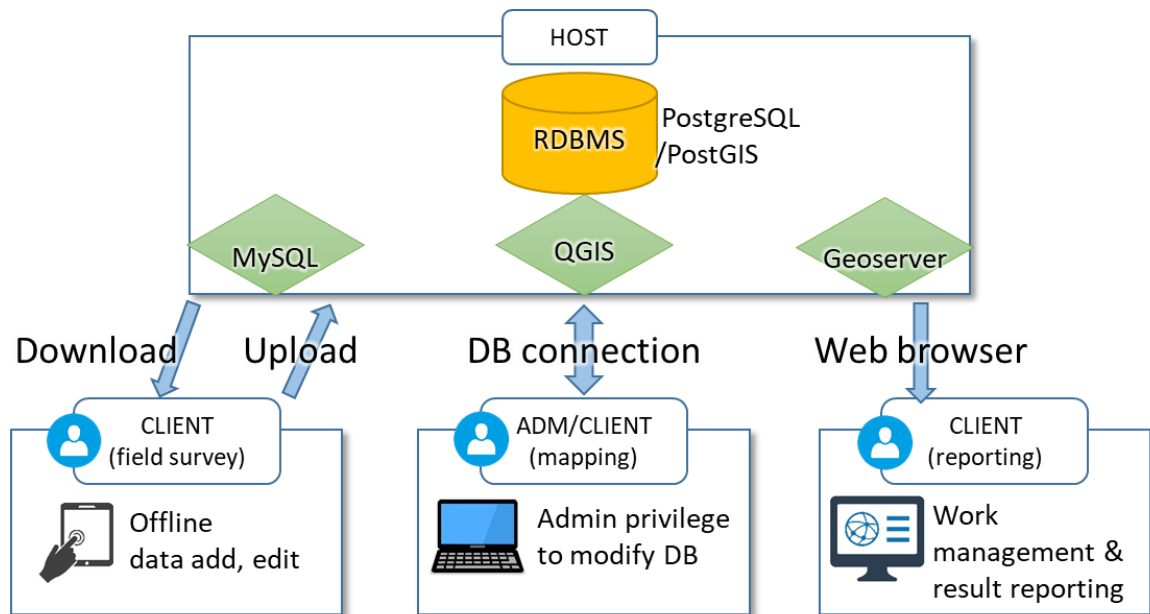 HOST
RDBMS
PostgreSQL
/PostGIS
MySQL
QGIS
Geoserver
Download
Upload
DB connection
Web browser
CLIENT
(field survey)
Offline
data add, edit
ADM/CLIENT
(mapping)
Admin privilege
to modify DB
CLIENT
(reporting)
Work
management &
result reporting